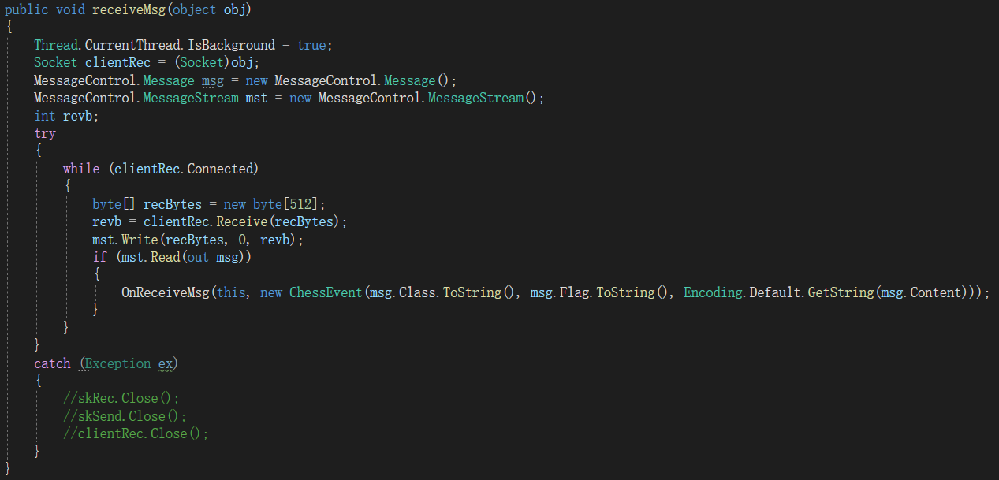 public void receiveMsg(object obj)
{
Thread.CurrentThread.IsBackground = true;
Socket clientRec = (Socket)obj;
MessageControl.Message msg = new MessageControl.Message();
MessageControl.MessageStream mst = new MessageControl.MessageStream();
int revb;
try
{
while (clientRec.Connected)
{
byte[] recBytes = new byte[512];
revb = clientRec.Receive(recBytes);
mst.Write(recBytes, 0, revb);
if (mst.Read(out msg))
{
OnReceiveMsg(this, new ChessEvent(msg.Class.ToString(), msg.Flag.ToString(), Encoding.Default.GetString(msg.Content)));
}
}
}
catch (Exception ex)
{
//skRec.Close();
//skSend.Close();
//clientRec.Close();
}
}